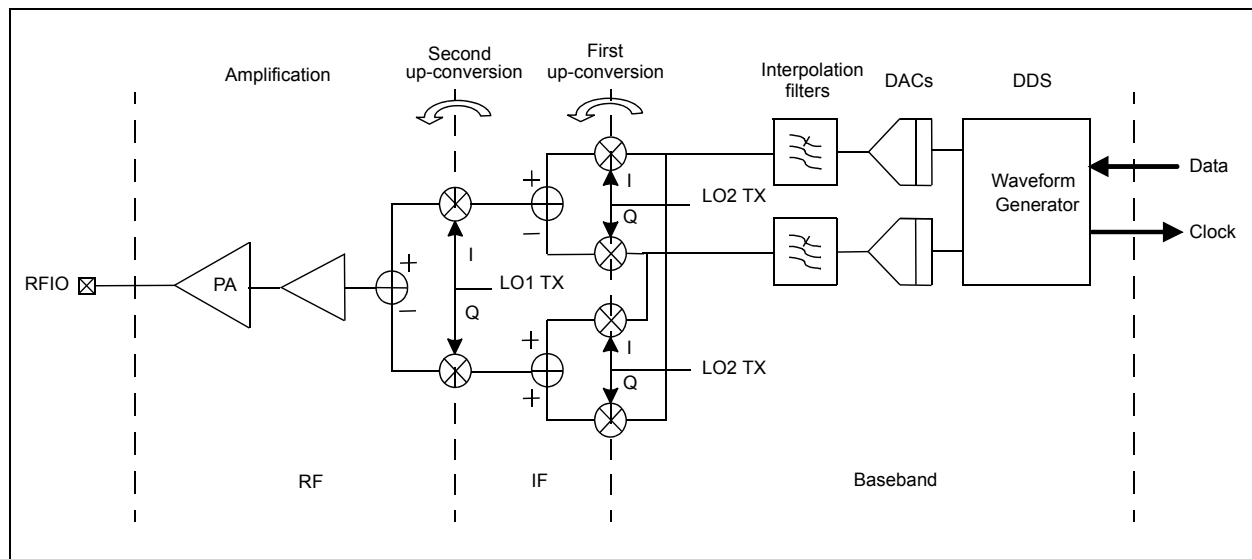 Amplification
Second
up-conversion
First
up-conversion
Interpolation
filters
DACs
DDS
I
Q
LO2 TX
Waveform
Generator
Data
Clock
+
−
+
−
RFIO
PA
I
Q
LO1 TX
+
+
I
Q
LO2 TX
RF
IF
Baseband